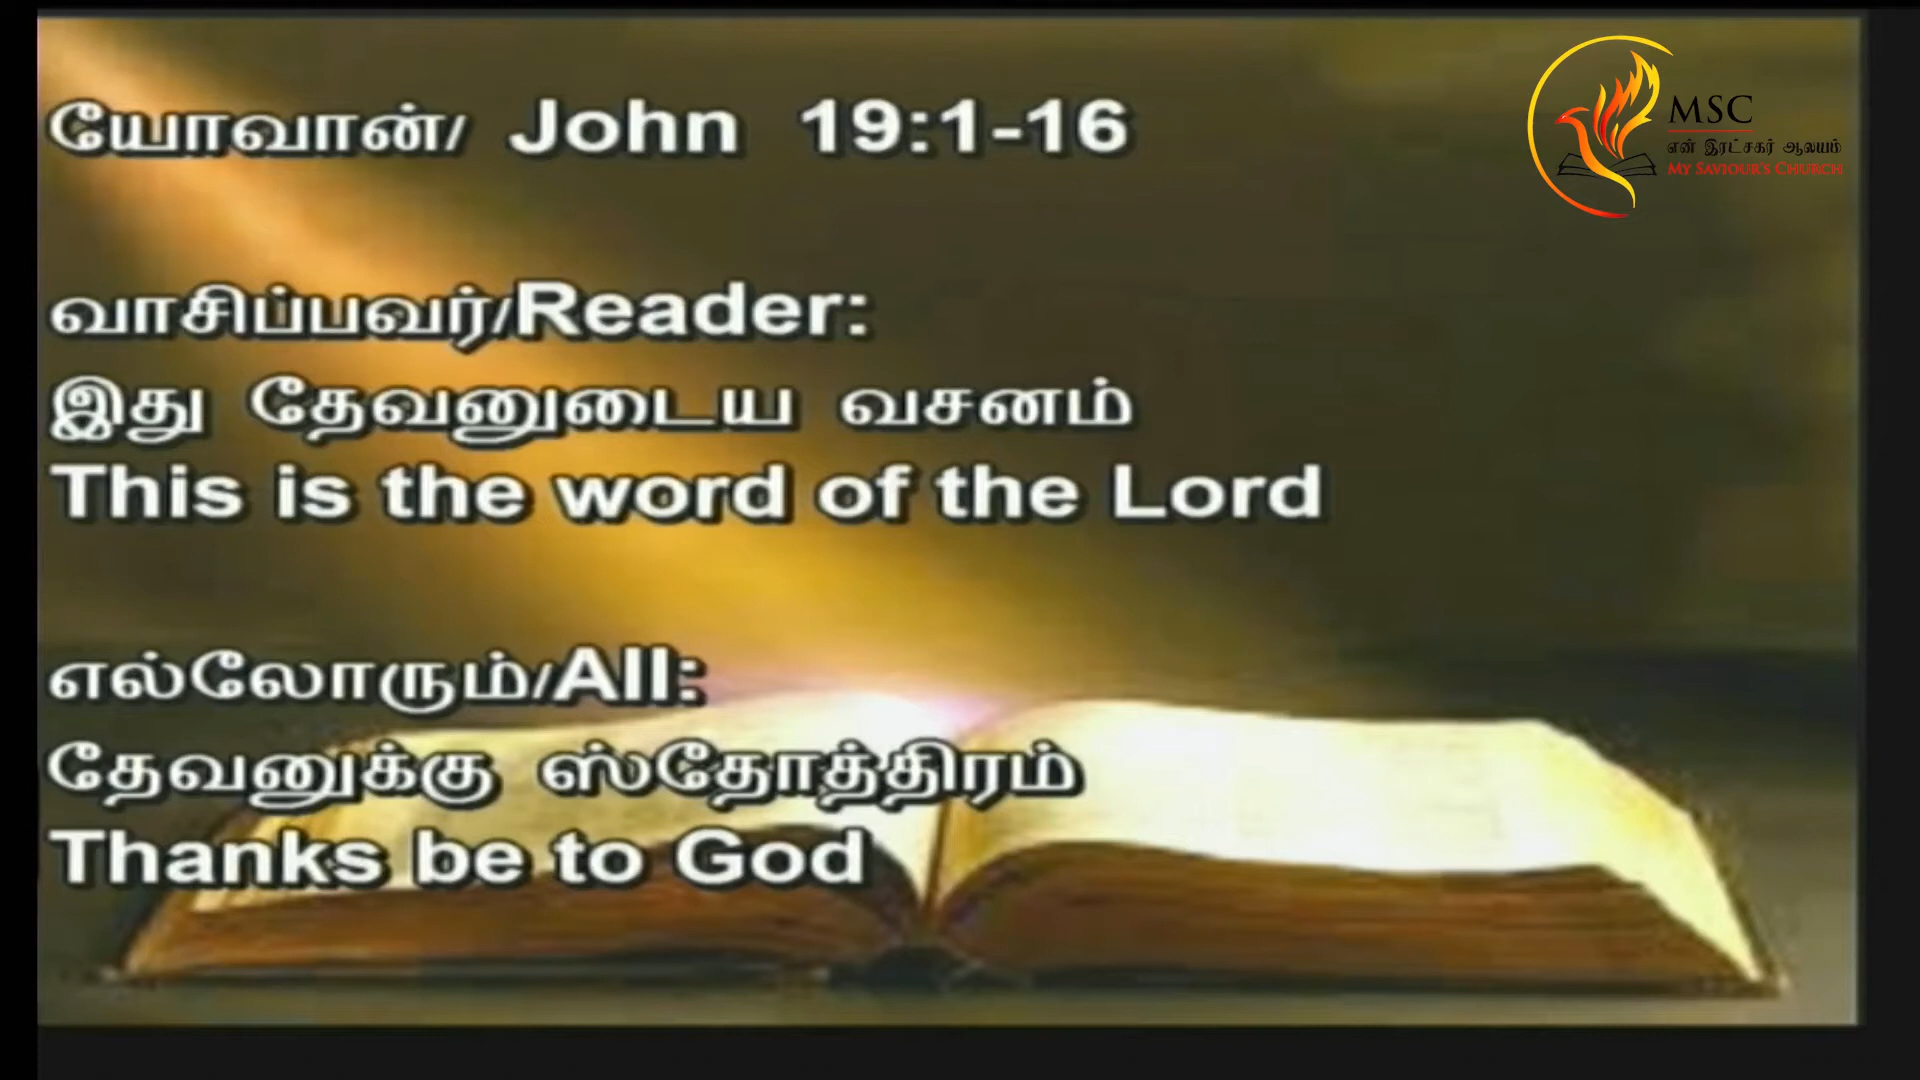 யோவான்/ John 19:1-16
MSC
என் இரட்சகர் ஆலயம்
MY SAVIOUR'S CHURCH
வாசிப்பவர்/Reader:
இது தேவனுடைய வசனம்
This is the word of the Lord
எல்லோரும்/All:
தேவனுக்கு ஸ்தோத்திரம்
Thanks be to God